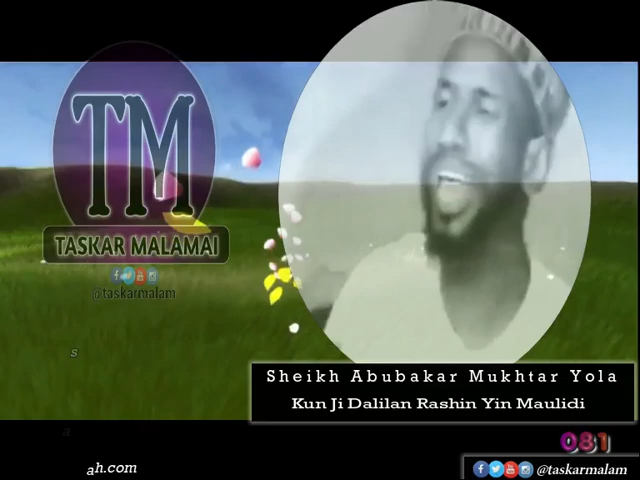 TM
TASKAR MALAMAI
@taskarmalam
s
Sheikh Abubakar Mukhtar Yola
Kun Ji Dalilan Rashin Yin Maulidi
081
a
ah.com
@taskarmalam